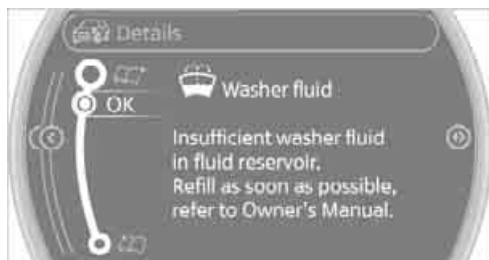 Details
OK
Washer fluid
Insufficient washer fluid
in fluid reservoir.
Refill as soon as possible,
refer to Owner's Manual.